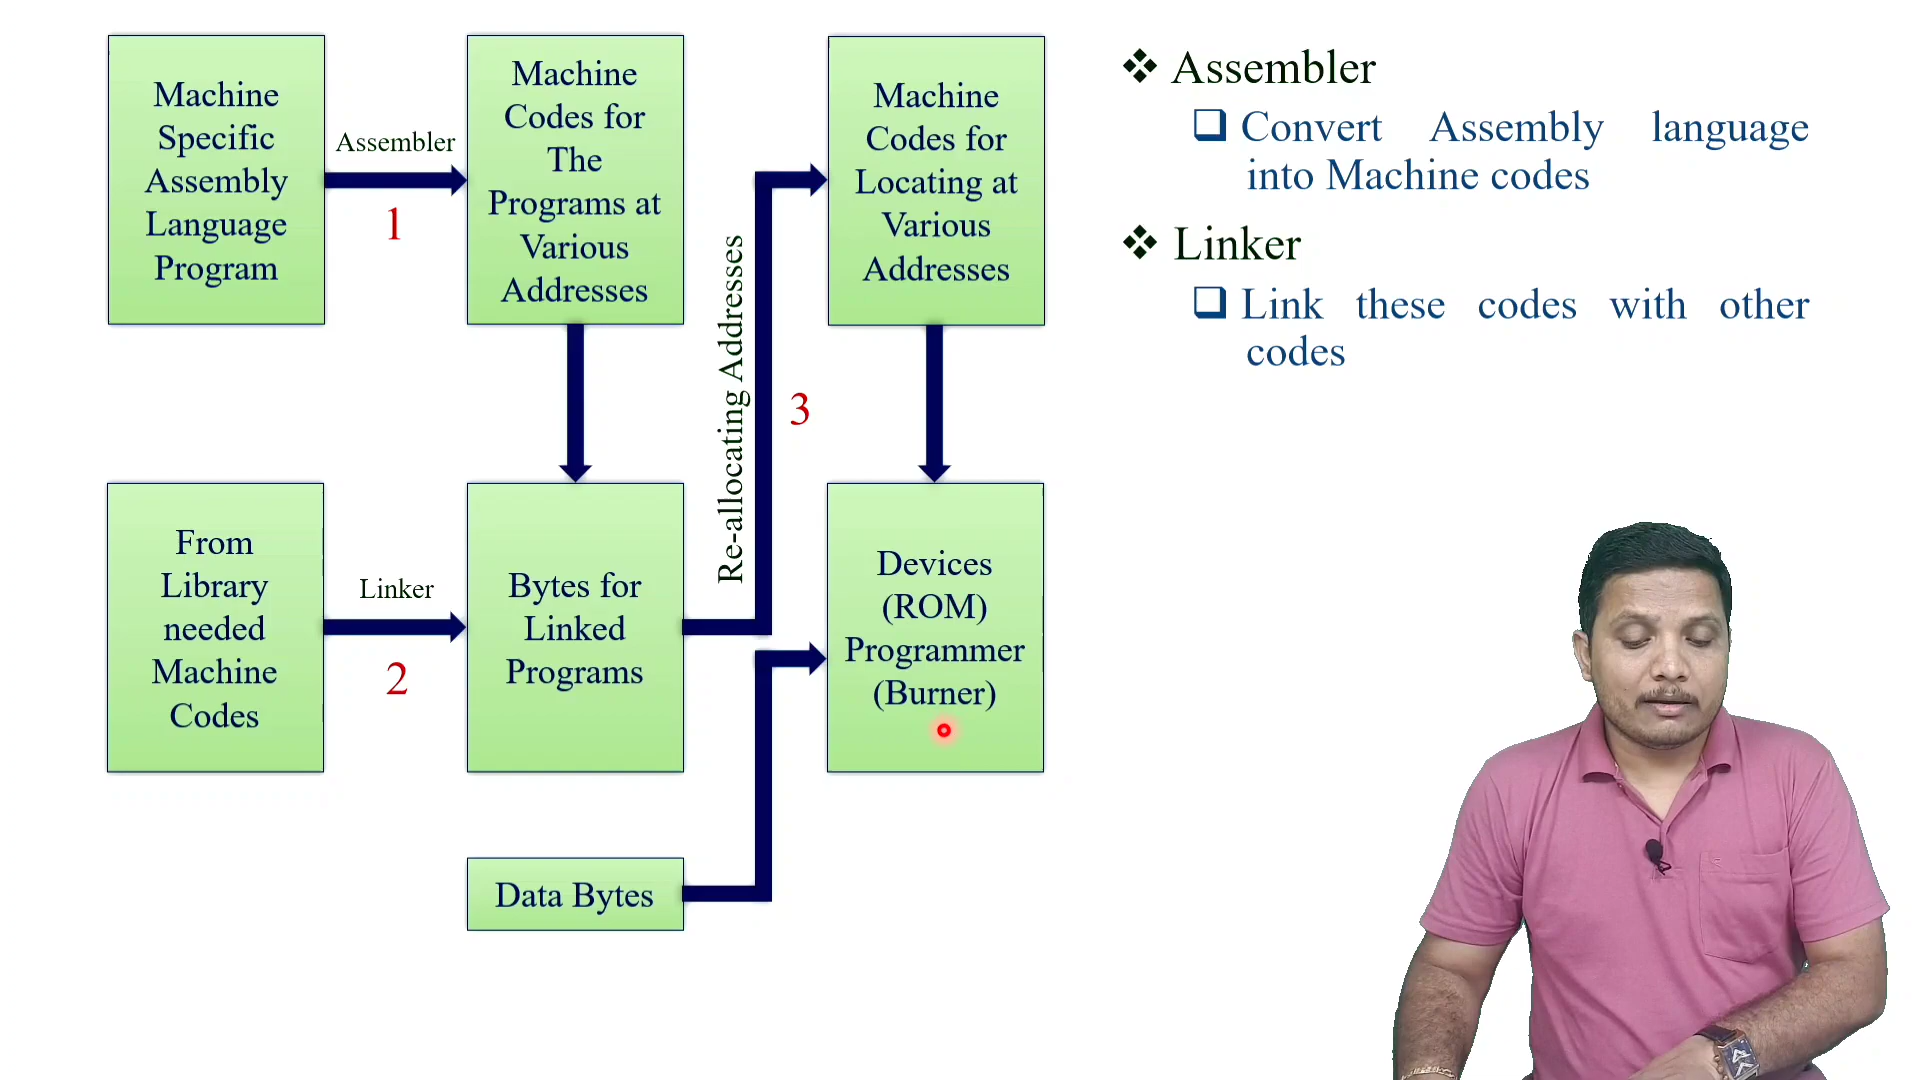 Machine
Specific
Assembly
Language
Program
Assembler
1
Machine
Codes for
The
Programs at
Various
Addresses
Machine
Codes for
Locating at
Various
Addresses
Re-allocating Addresses
3
From
Library
needed
Machine
Codes
Linker
2
Bytes for
Linked
Programs
Devices
(ROM)
Programmer
(Burner)
Data Bytes
Assembler
Convert Assembly language
into Machine codes
Linker
Link these codes with other
codes